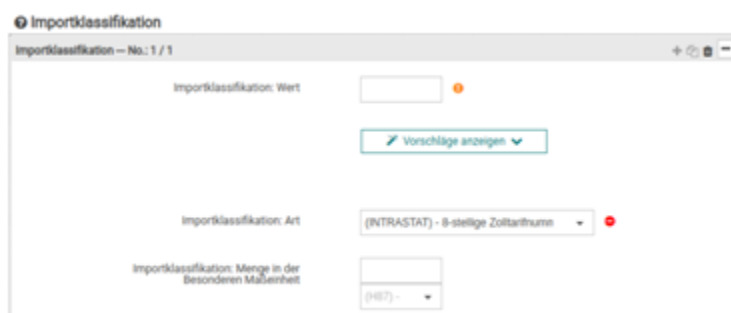 Importklassifikation
Importklassifikation — No.: 1 / 1
Importklassifikation: Wert
Vorschläge anzeigen
Importklassifikation: Art
(INTRASTAT) - 8-stellige Zolltarifnumn
Importklassifikation: Menge in der
Besonderen Maßeinheit
(H87) -